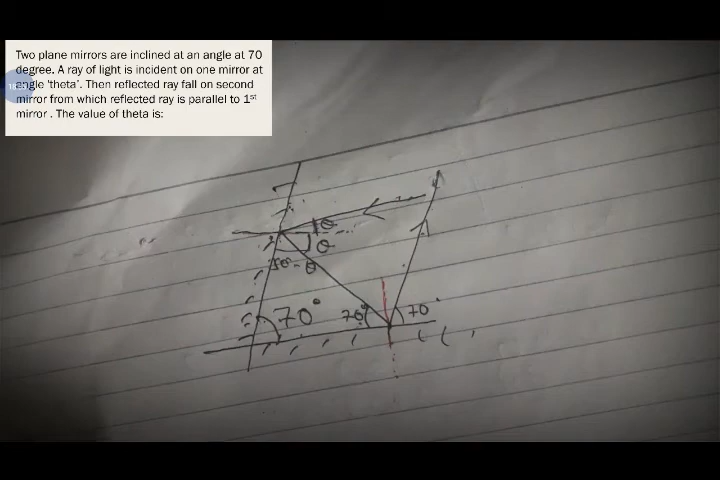 Two plane mirrors are inclined at an angle at 70
degree. A ray of light is incident on one mirror at
angle 'theta'. Then reflected ray fall on second
mirror from which reflected ray is parallel to 1st
mirror . The value of theta is:
θ
θ
- θ
70°
70°
70°